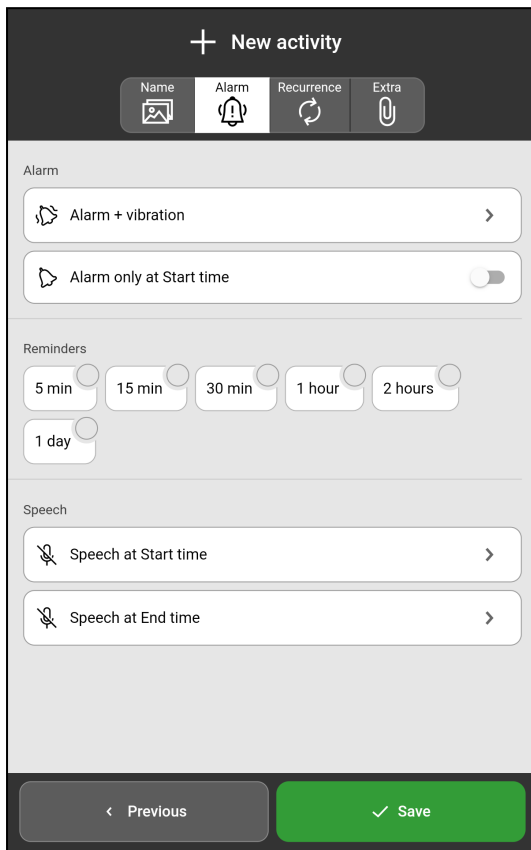 New activity
Name Alarm Recurrence Extra
Alarm
Alarm + vibration
Alarm only at Start time
Reminders
5 min 15 min 30 min 1 hour 2 hours
1 day
Speech
Speech at Start time
Speech at End time
Previous Save